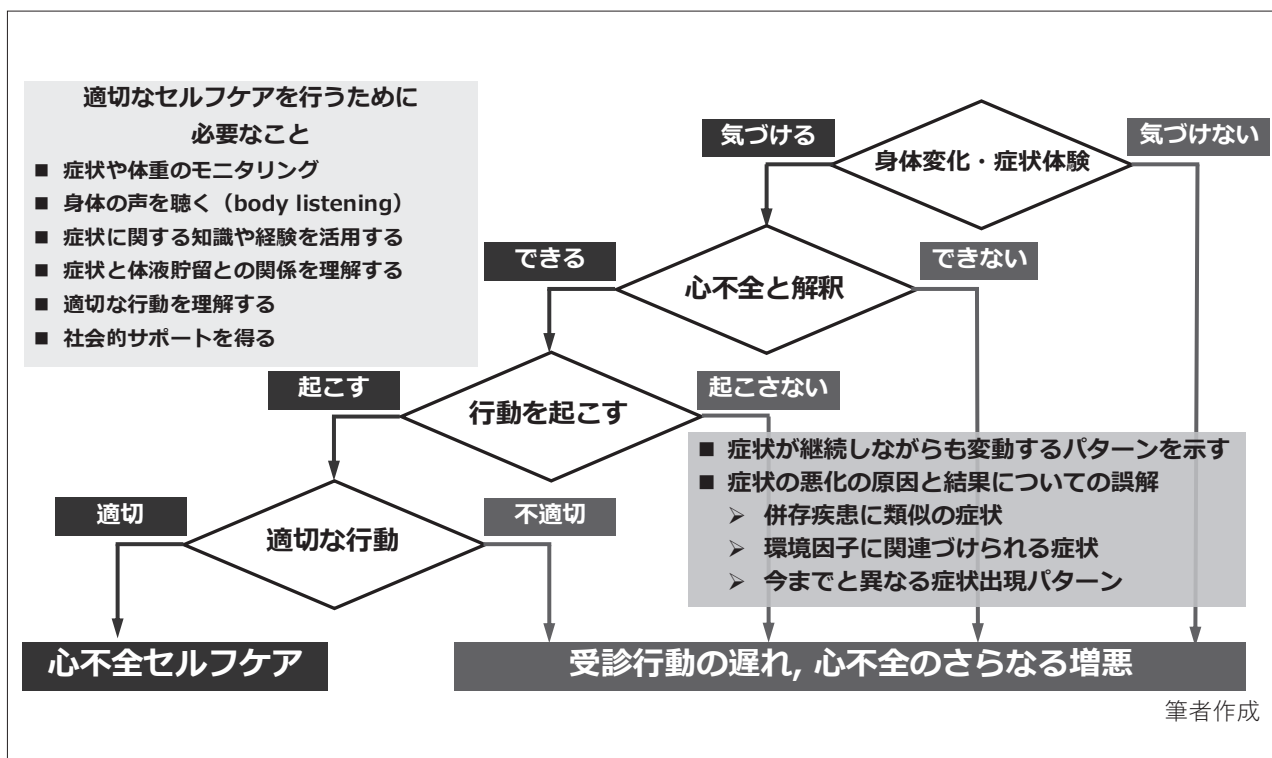 適切なセルフケアを行うために
必要なこと
■ 症状や体重のモニタリング
■ 身体の声を聴く（body listening）
■ 症状に関する知識や経験を活用する
■ 症状と体液貯留との関係を理解する
■ 適切な行動を理解する
■ 社会的サポートを得る
気づける
気づけない
身体変化・症状体験
できる
できない
心不全と解釈
起こす
起こさない
行動を起こす
■ 症状が継続しながらも変動するパターンを示す
■ 症状の悪化の原因と結果についての誤解
➢ 併存疾患に類似の症状
➢ 環境因子に関連づけられる症状
➢ 今までと異なる症状出現パターン
適切
不適切
適切な行動
心不全セルフケア
受診行動の遅れ, 心不全のさらなる増悪
筆者作成